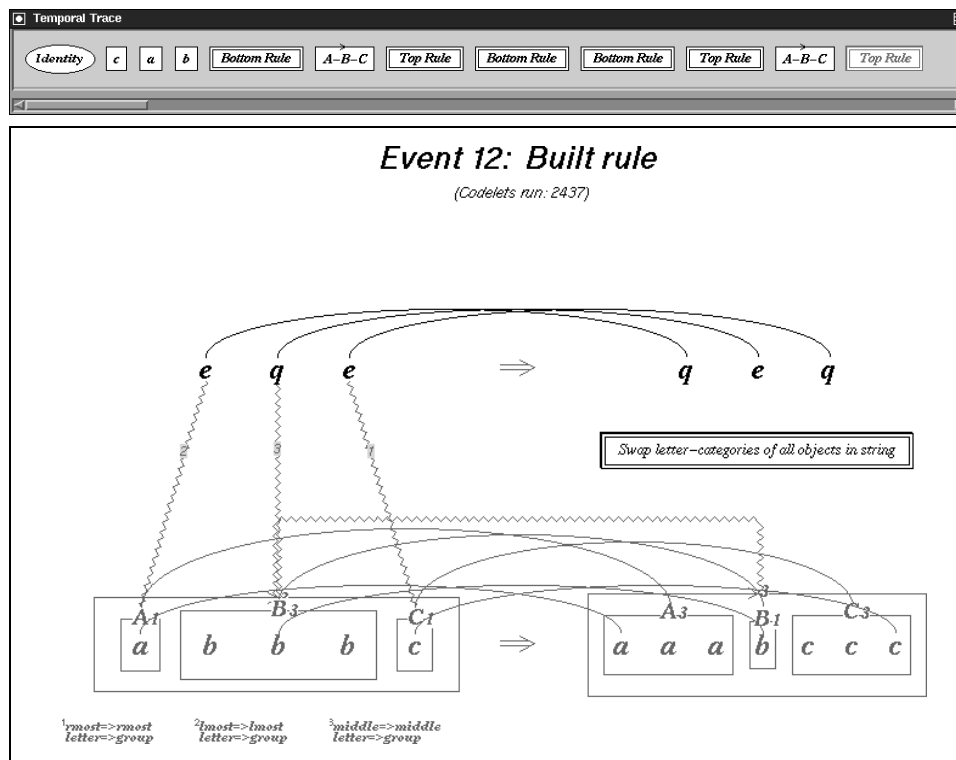 Temporal Trace
Identity c a b Bottom Rule A-B-C Top Rule Bottom Rule Bottom Rule Top Rule A-B-C Top Rule
Event 12: Built rule
(Codelets run: 2437)
e q e ⇒ q e q
2 3 1
Swap letter-categories of all objects in string
3
A1 B3 C1 A3 B1 C3
a b b b c ⇒ a a a b c c c
1rmost=>rmost 2lmost=>lmost 3middle=>middle
letter=>group letter=>group letter=>group